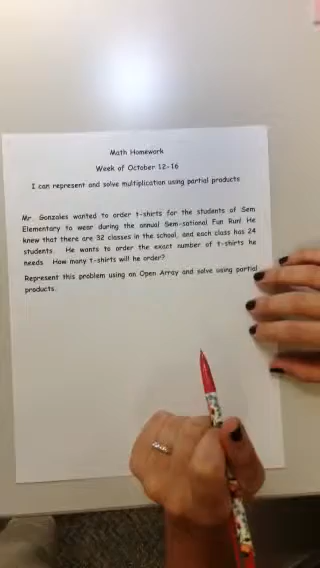 Math Homework
Week of October 12-16
I can represent and solve multiplication using partial products
Mr. Gonzales wanted to order t-shirts for the students of Sem
Elementary to wear during the annual Sem-sational Fun Run! He
knew that there are 32 classes in the school, and each class has 24
students. He wants to order the exact number of t-shirts he
needs. How many t-shirts will he order?
Represent this problem using an Open Array and solve using partial
products.